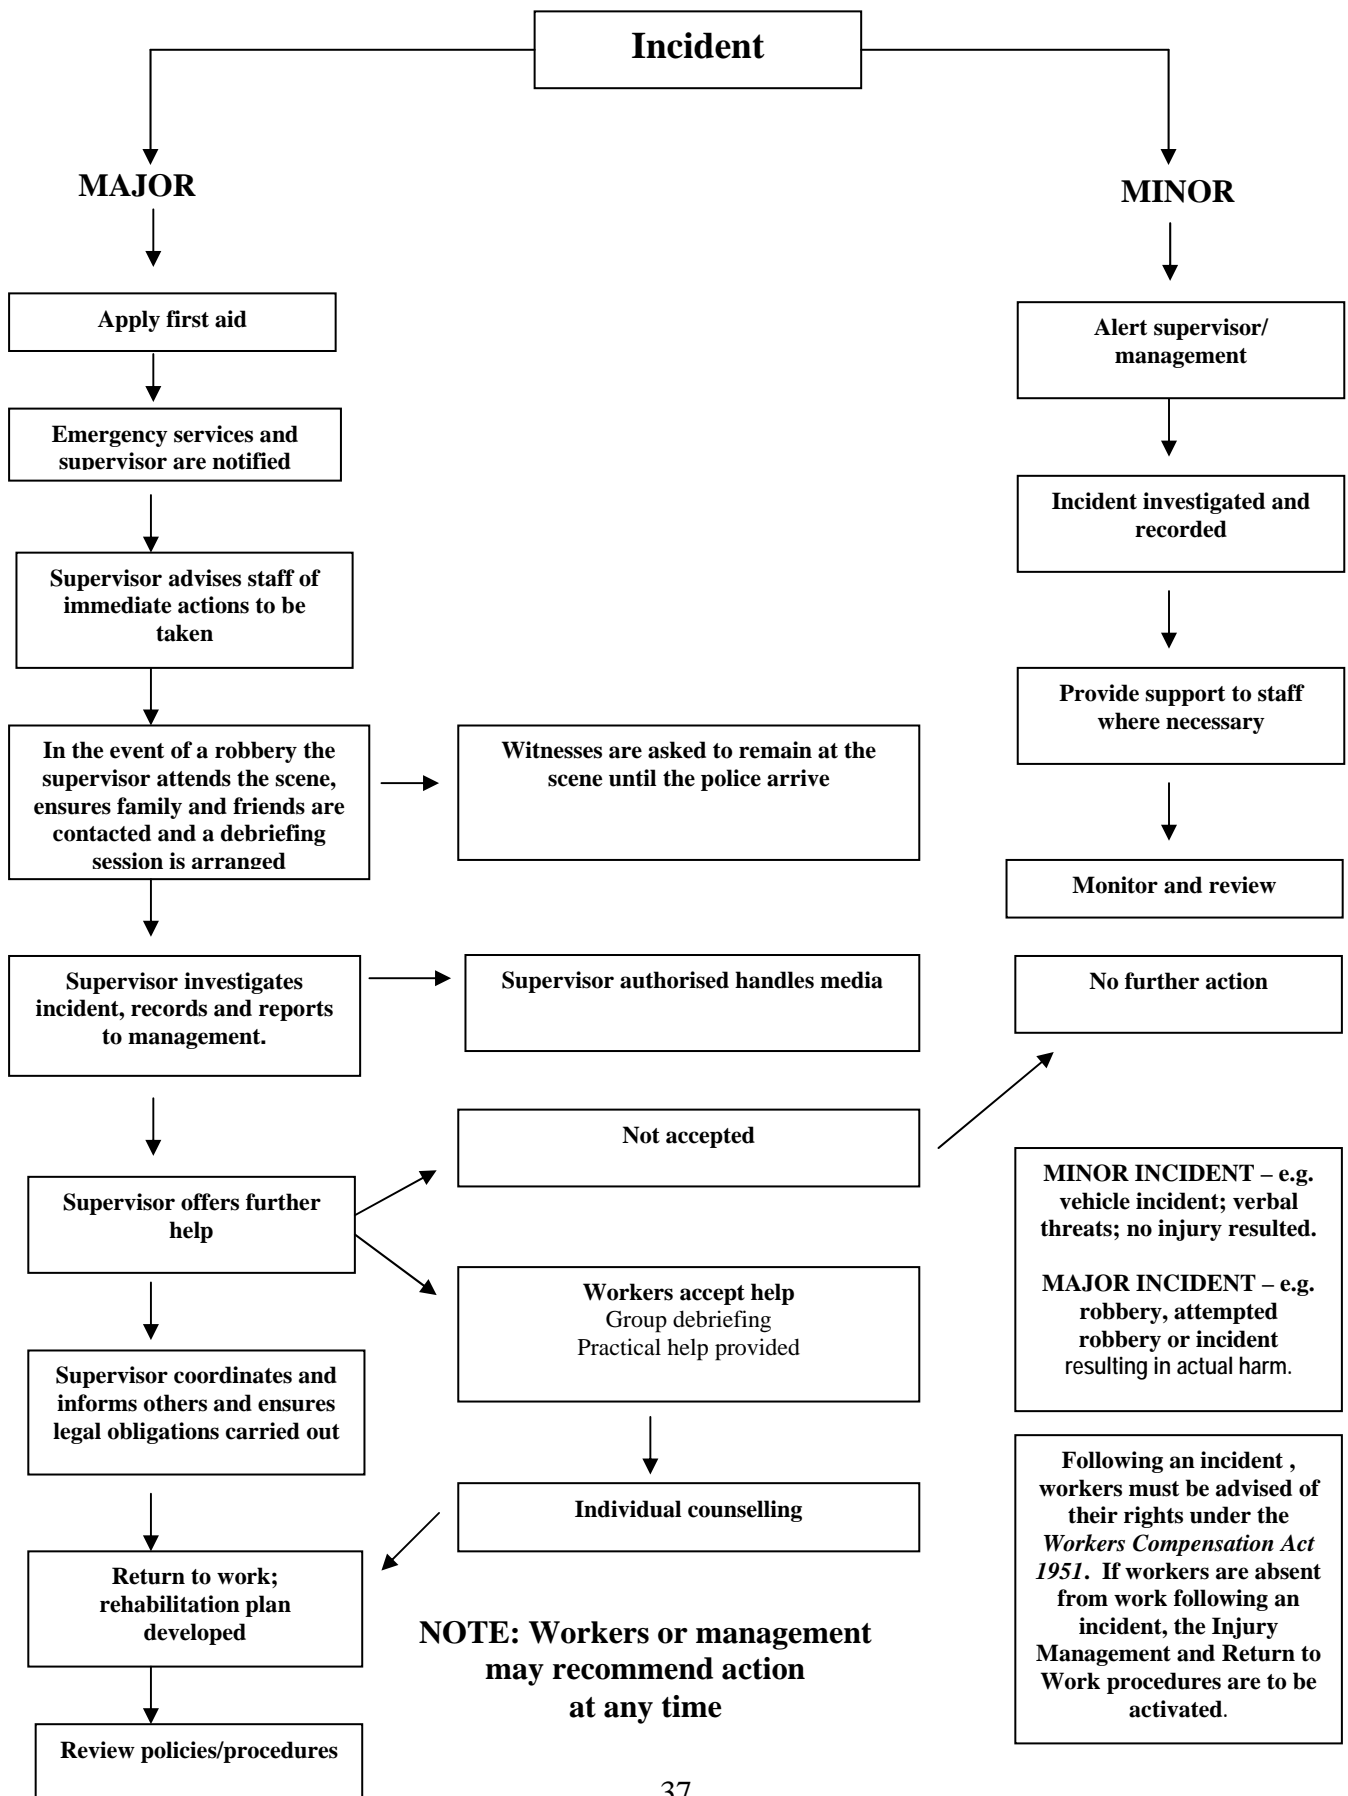 Incident
MAJOR
MINOR
Apply first aid
Alert supervisor/
management
Emergency services and
supervisor are notified
Incident investigated and
recorded
Supervisor advises staff of
immediate actions to be
taken
Provide support to staff
where necessary
In the event of a robbery the
supervisor attends the scene,
ensures family and friends are
contacted and a debriefing
session is arranged
Witnesses are asked to remain at the
scene until the police arrive
Monitor and review
Supervisor investigates
incident, records and reports
to management.
Supervisor authorised handles media
No further action
Not accepted
Supervisor offers further
help
MINOR INCIDENT – e.g.
vehicle incident; verbal
threats; no injury resulted.
MAJOR INCIDENT – e.g.
robbery, attempted
robbery or incident
resulting in actual harm.
Workers accept help
Group debriefing
Practical help provided
Supervisor coordinates and
informs others and ensures
legal obligations carried out
Individual counselling
Following an incident ,
workers must be advised of
their rights under the
Workers Compensation Act
1951. If workers are absent
from work following an
incident, the Injury
Management and Return to
Work procedures are to be
activated.
Return to work;
rehabilitation plan
developed
NOTE: Workers or management
may recommend action
at any time
Review policies/procedures
37